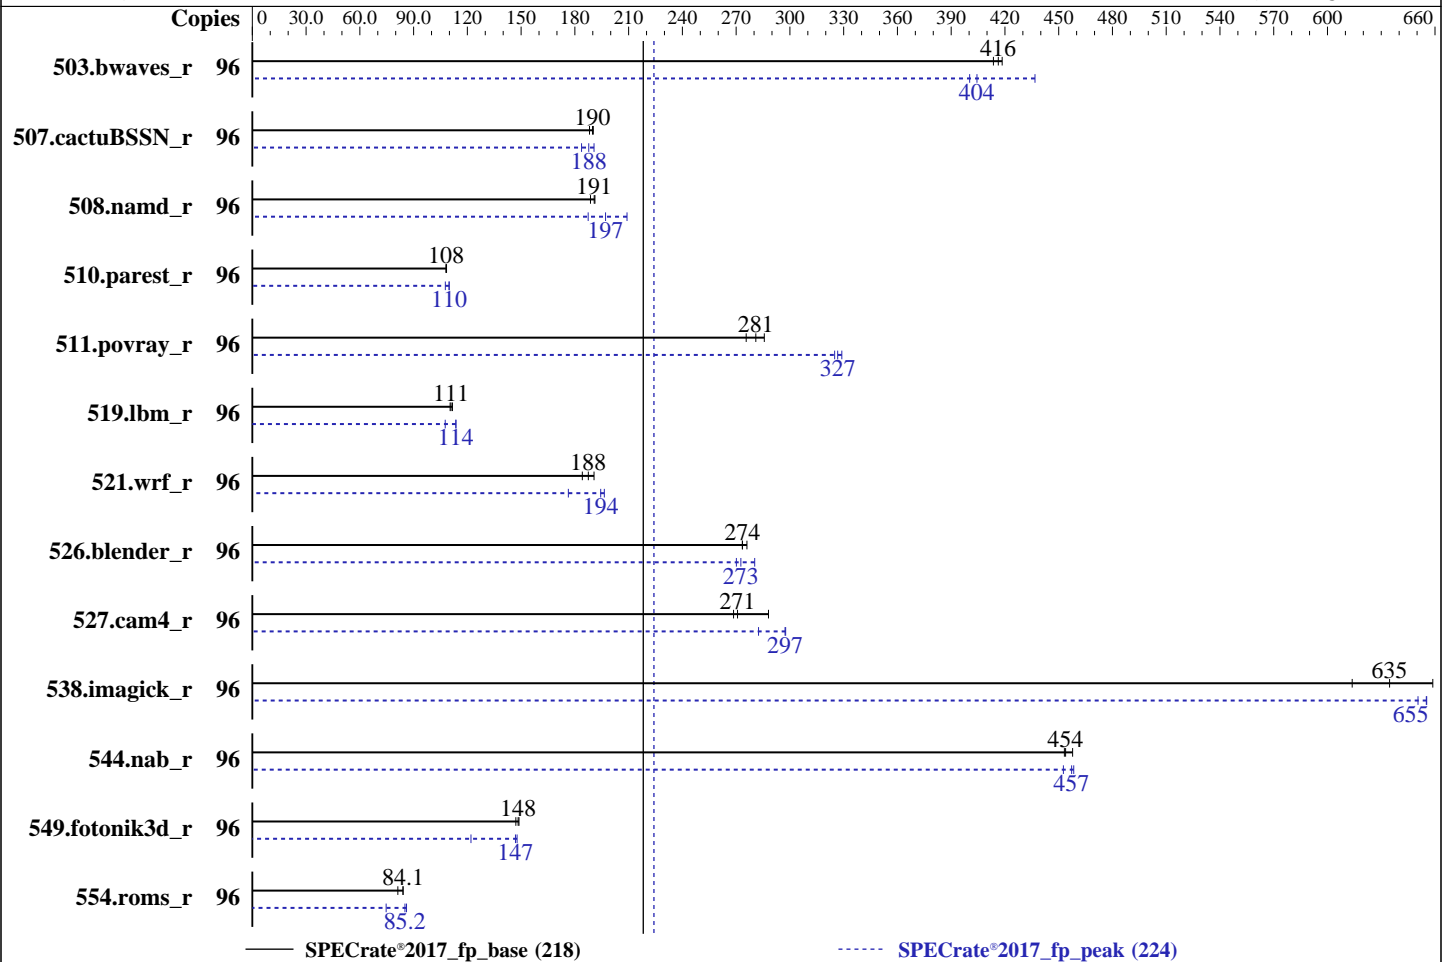 Copies 0 30.0 60.0 90.0 120 150 180 210 240 270 300 330 360 390 420 450 480 510 540 570 600 660
416
503.bwaves_r 96
404
190
507.cactuBSSN_r 96
188
191
508.namd_r 96
197
108
510.parest_r 96
110
281
511.povray_r 96
327
111
519.lbm_r 96
114
188
521.wrf_r 96
194
274
526.blender_r 96
273
271
527.cam4_r 96
297
635
538.imagick_r 96
655
454
544.nab_r 96
457
148
549.fotonik3d_r 96
147
84.1
554.roms_r 96
85.2
SPECrate®2017_fp_base (218) SPECrate®2017_fp_peak (224)